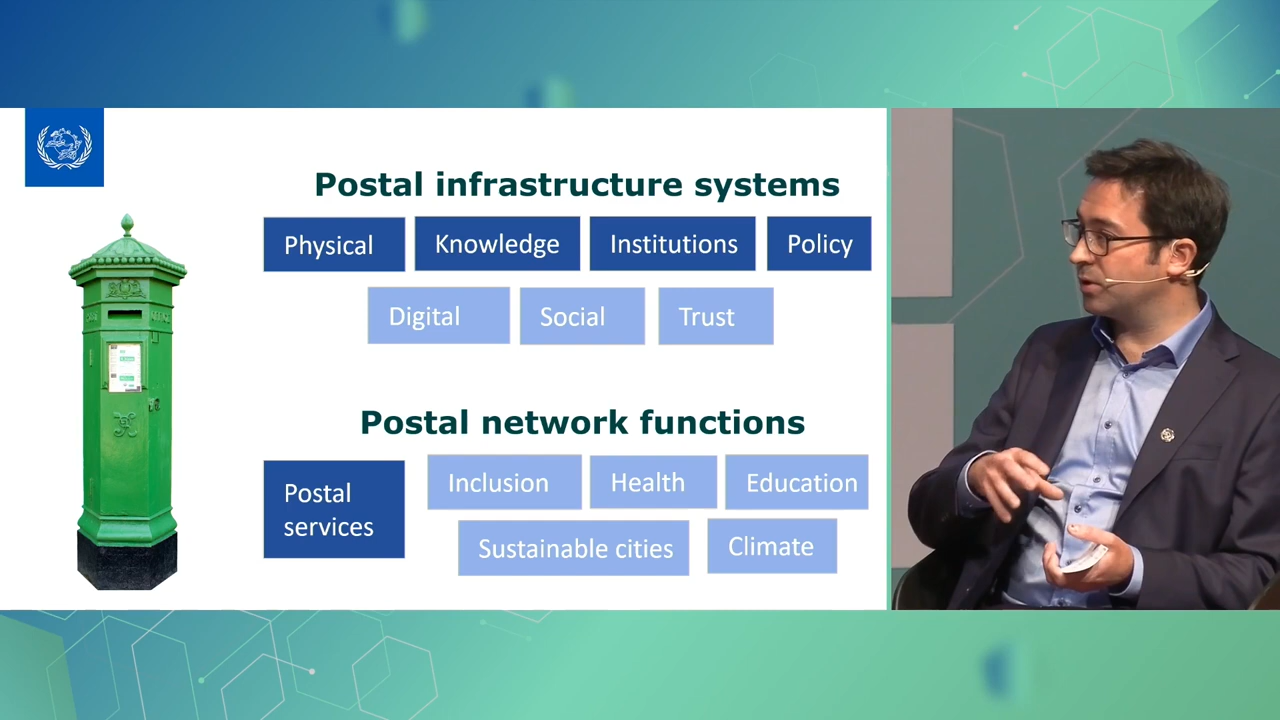 Postal infrastructure systems
Physical
Knowledge
Institutions
Policy
Digital
Social
Trust
Postal network functions
Postal services
Inclusion
Health
Education
Sustainable cities
Climate